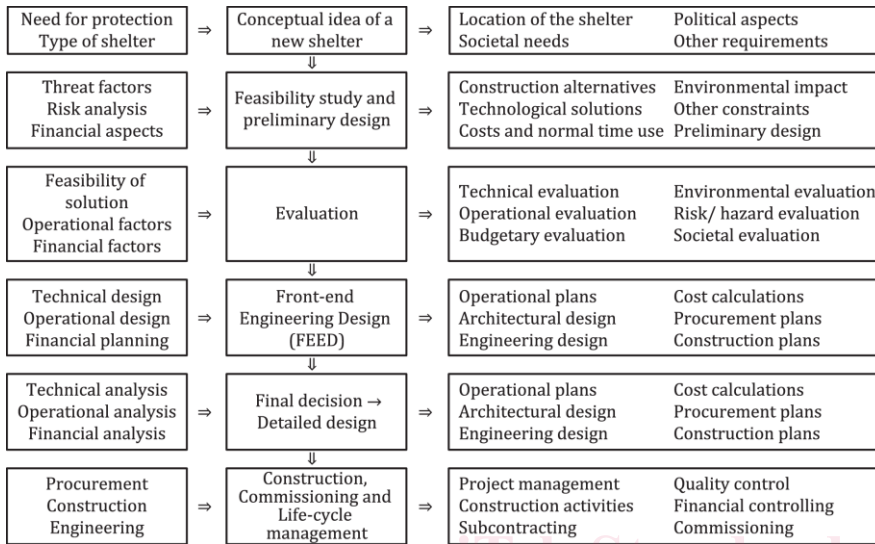 Need for protection
Type of shelter
⇒
Conceptual idea of a
new shelter
⇒
Location of the shelter Political aspects
Societal needs Other requirements
⇓
Threat factors
Risk analysis
Financial aspects
⇒
Feasibility study and
preliminary design
⇒
Construction alternatives Environmental impact
Technological solutions Other constraints
Costs and normal time use Preliminary design
⇓
Feasibility of
solution
Operational factors
Financial factors
⇒
Evaluation
⇒
Technical evaluation Environmental evaluation
Operational evaluation Risk/ hazard evaluation
Budgetary evaluation Societal evaluation
⇓
Technical design
Operational design
Financial planning
⇒
Front-end
Engineering Design
(FEED)
⇒
Operational plans Cost calculations
Architectural design Procurement plans
Engineering design Construction plans
⇓
Technical analysis
Operational analysis
Financial analysis
⇒
Final decision →
Detailed design
⇒
Operational plans Cost calculations
Architectural design Procurement plans
Engineering design Construction plans
⇓
Procurement
Construction
Engineering
⇒
Construction,
Commissioning and
Life-cycle
management
⇒
Project management Quality control
Construction activities Financial controlling
Subcontracting Commissioning